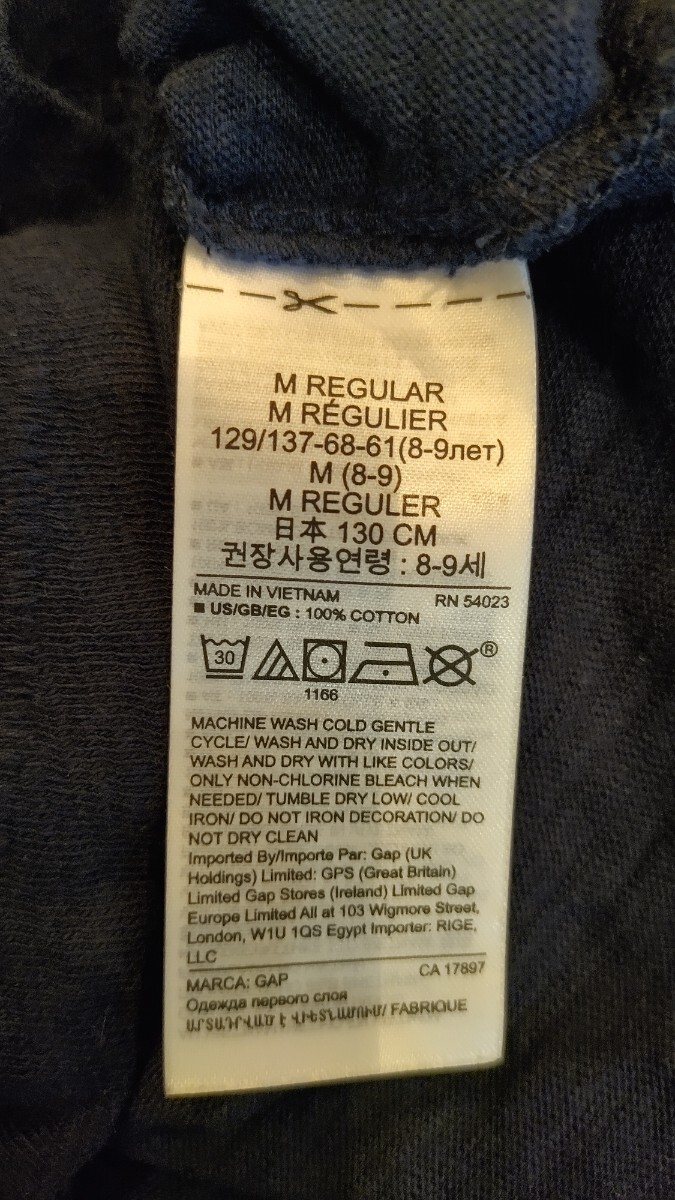 M REGULAR
M RÉGULIER
129/137-68-61(8-9лет)
M (8-9)
M REGULER
日本 130 CM
권장사용연령 : 8-9세
MADE IN VIETNAM RN 54023
■ US/GB/EG : 100% COTTON
30
®
1166
MACHINE WASH COLD GENTLE
CYCLE/ WASH AND DRY INSIDE OUT/
WASH AND DRY WITH LIKE COLORS/
ONLY NON-CHLORINE BLEACH WHEN
NEEDED/ TUMBLE DRY LOW/ COOL
IRON/ DO NOT IRON DECORATION/ DO
NOT DRY CLEAN
Imported By/Importe Par: Gap (UK
Holdings) Limited: GPS (Great Britain)
Limited Gap Stores (Ireland) Limited Gap
Europe Limited All at 103 Wigmore Street,
London, W1U 1QS Egypt Importer: RIGE,
LLC
MARCA: GAP CA 17897
Одежда первого слоя
ԱՐՏԱԴՐՎԱԾ Է ՎԻԵՏՆԱՄՈՒՄ/ FABRIQUE